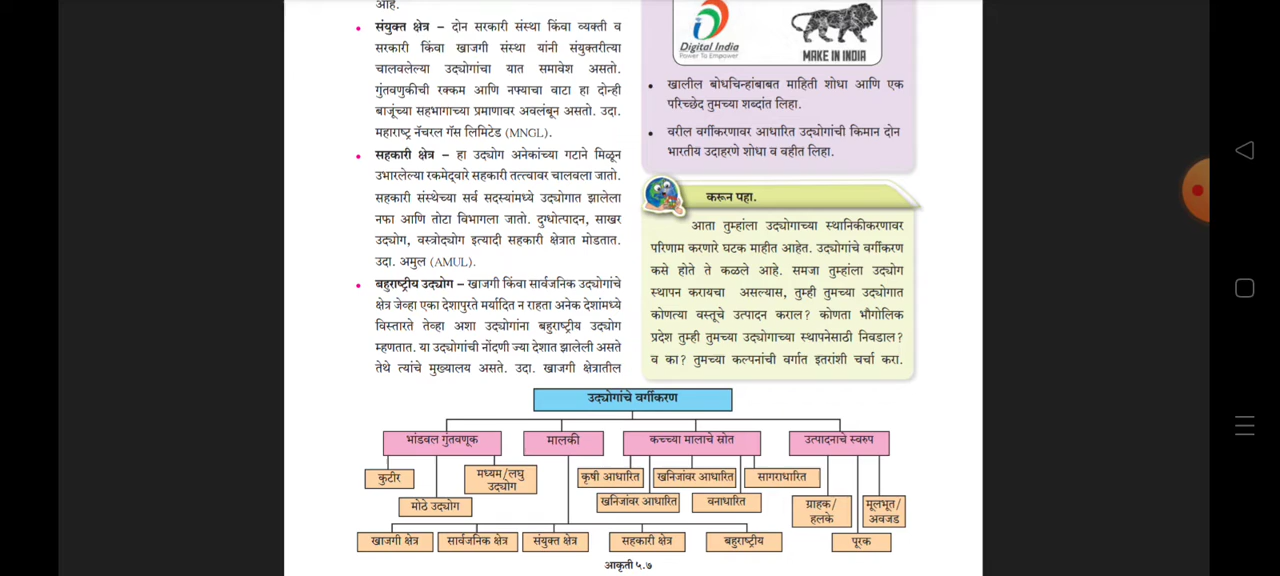 आहे.
• संयुक्त क्षेत्र – दोन सरकारी संस्था किंवा व्यक्ती व
सरकारी किंवा खाजगी संस्था यांनी संयुक्तरीत्या
चालवलेल्या उद्योगांचा यात समावेश असतो.
गुंतवणुकीची रक्कम आणि नफ्याचा वाटा हा दोन्ही
बाजूंच्या सहभागाच्या प्रमाणावर अवलंबून असतो. उदा.
महाराष्ट्र नॅचरल गॅस लिमिटेड (MNGL).
• सहकारी क्षेत्र – हा उद्योग अनेकांच्या गटाने मिळून
उभारलेल्या रकमेद्वारे सहकारी तत्त्वावर चालवला जातो.
सहकारी संस्थेच्या सर्व सदस्यांमध्ये उद्योगात झालेला
नफा आणि तोटा विभागला जातो. दुग्धोत्पादन, साखर
उद्योग, वस्त्रोद्योग इत्यादी सहकारी क्षेत्रात मोडतात.
उदा. अमुल (AMUL).
• बहुराष्ट्रीय उद्योग – खाजगी किंवा सार्वजनिक उद्योगांचे
क्षेत्र जेव्हा एका देशापुरते मर्यादित न राहता अनेक देशांमध्ये
विस्तारते तेव्हा अशा उद्योगांना बहुराष्ट्रीय उद्योग
म्हणतात. या उद्योगांची नोंदणी ज्या देशात झालेली असते
तेथे त्यांचे मुख्यालय असते. उदा. खाजगी क्षेत्रातील
Digital India
Power To Empower
MAKE IN INDIA
• खालील बोधचिन्हांबाबत माहिती शोधा आणि एक
परिच्छेद तुमच्या शब्दांत लिहा.
• वरील वर्गीकरणावर आधारित उद्योगांची किमान दोन
भारतीय उदाहरणे शोधा व वहीत लिहा.
करून पहा.
आता तुम्हांला उद्योगाच्या स्थानिकीकरणावर
परिणाम करणारे घटक माहीत आहेत. उद्योगांचे वर्गीकरण
कसे होते ते कळले आहे. समजा तुम्हांला उद्योग
स्थापन करायचा असल्यास, तुम्ही तुमच्या उद्योगात
कोणत्या वस्तूचे उत्पादन कराल? कोणता भौगोलिक
प्रदेश तुम्ही तुमच्या उद्योगाच्या स्थापनेसाठी निवडाल?
व का? तुमच्या कल्पनांची वर्गात इतरांशी चर्चा करा.
उद्योगांचे वर्गीकरण
भांडवल गुंतवणूक
मालकी
कच्च्या मालाचे स्रोत
उत्पादनाचे स्वरुप
कुटीर
मध्यम/लघु
उद्योग
कृषी आधारित
खनिजांवर आधारित
सागराधारित
मोठे उद्योग
खनिजांवर आधारित
वनाधारित
ग्राहक/
हलके
मूलभूत/
अवजड
खाजगी क्षेत्र
सार्वजनिक क्षेत्र
संयुक्त क्षेत्र
सहकारी क्षेत्र
बहुराष्ट्रीय
पूरक
आकृती ५.७